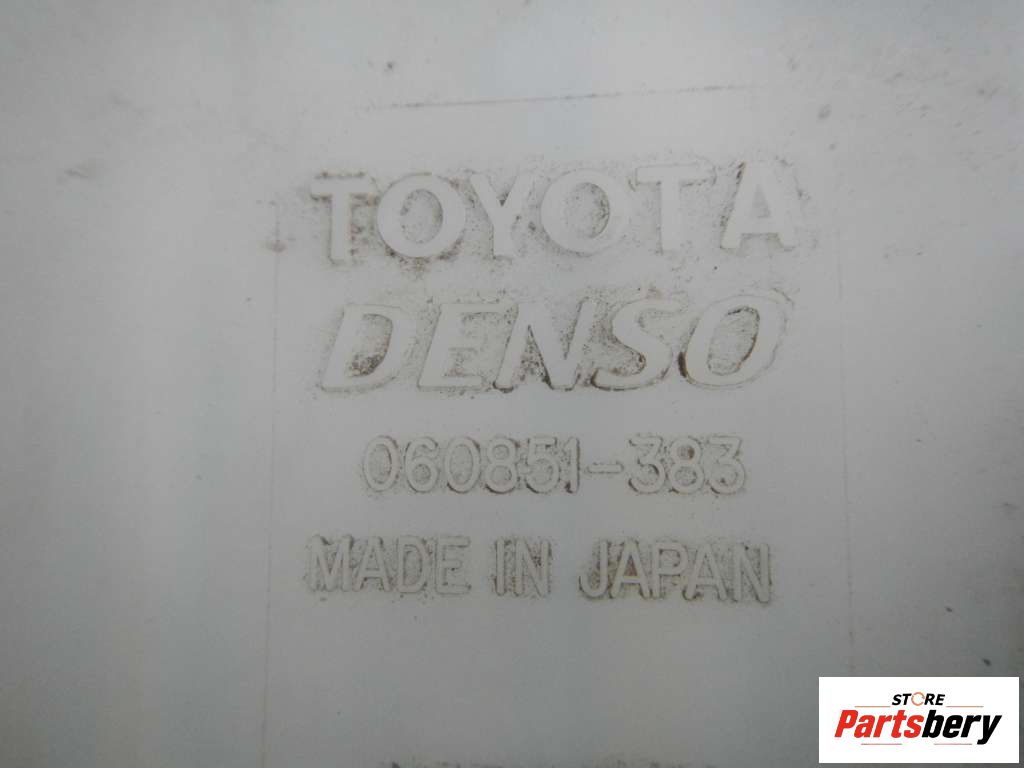 TOYOTA
DENSO
060851-383
MADE IN JAPAN
STORE
Partsbery